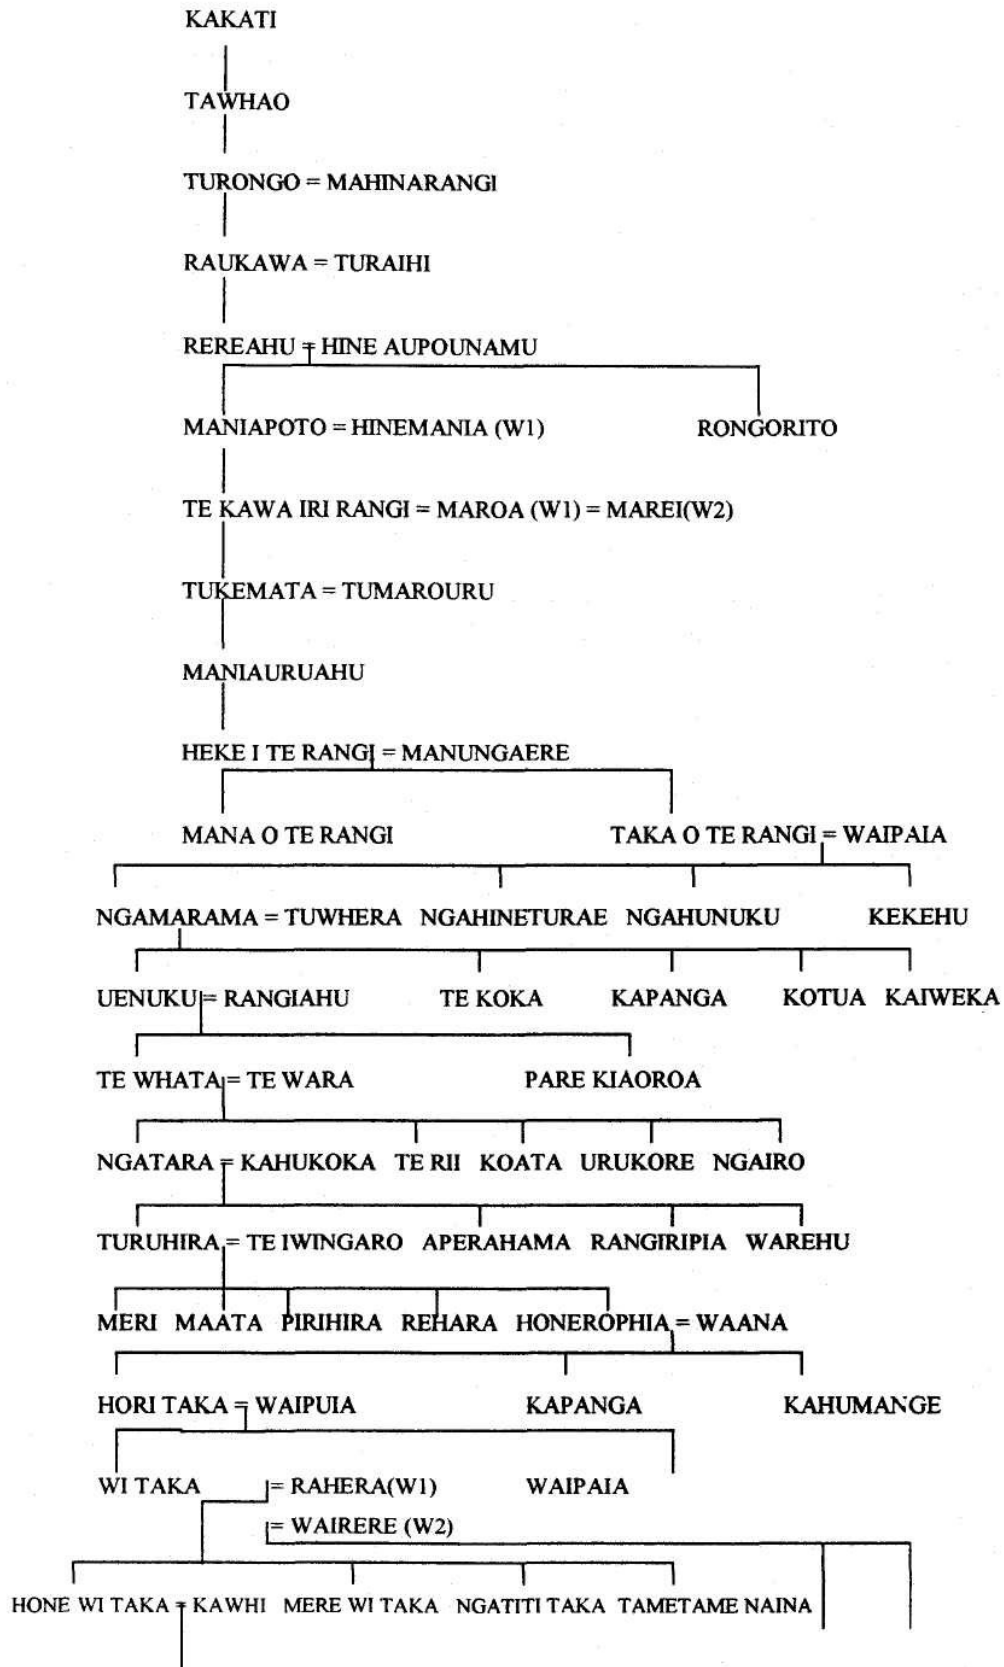 KAKATI
TAWHAO
TURONGO = MAHINARANGI
RAUKAWA = TURAIHI
REREAHU = HINE AUPOUNAMU
MANIAPOTO = HINEMANIA (W1) RONGORITO
TE KAWA IRI RANGI = MAROA (W1) = MAREI(W2)
TUKEMATA = TUMAROURU
MANIAURUAHU
HEKE I TE RANGI = MANUNGAERE
MANA O TE RANGI TAKA O TE RANGI = WAIPAIA
NGAMARAMA = TUWHERA NGAHINETURAE NGAHUNUKU KEKEHU
UENUKU = RANGIAHU TE KOKA KAPANGA KOTUA KAIWEKA
TE WHATA = TE WARA PARE KIAOROA
NGATARA = KAHUKOKA TE RII KOATA URUKORE NGAIRO
TURUHIRA = TE IWINGARO APERAHAMA RANGIRIPIA WAREHU
MERI MAATA PIRIHIRA REHARA HONEROPHIA = WAANA
HORI TAKA = WAIPUIA KAPANGA KAHUMANGE
WI TAKA = RAHERA(W1) WAIPAIA
= WAIRERE (W2)
HONE WI TAKA = KAWHI MERE WI TAKA NGATITI TAKA TAMETAME NAINA